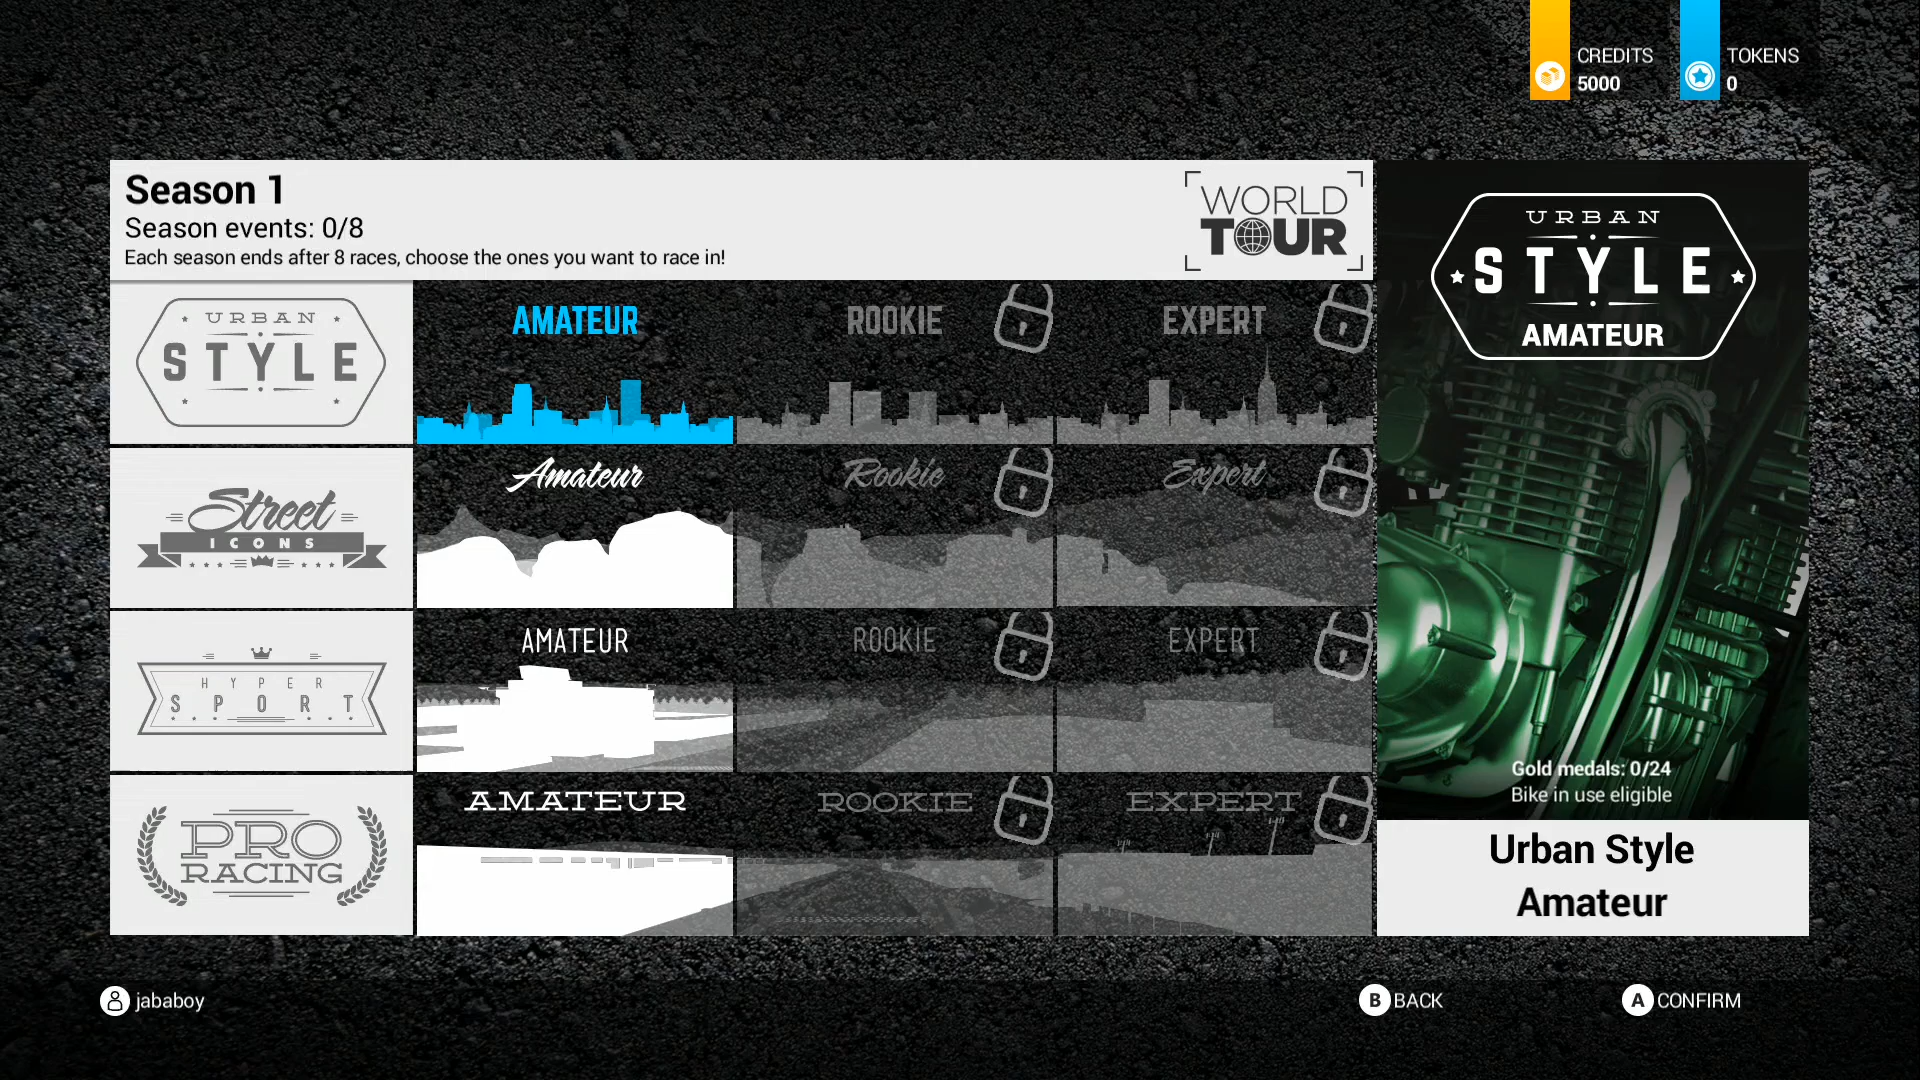 CREDITS
5000
TOKENS
0
Season 1
Season events: 0/8
Each season ends after 8 races, choose the ones you want to race in!
WORLD
TOUR
URBAN
STYLE
AMATEUR
ROOKIE
EXPERT
Street
ICONS
Amateur
Rookie
Expert
HYPER
SPORT
AMATEUR
ROOKIE
EXPERT
PRO
RACING
AMATEUR
ROOKIE
EXPERT
URBAN
STYLE
AMATEUR
Gold medals: 0/24
Bike in use eligible
Urban Style
Amateur
jababoy
B BACK
A CONFIRM